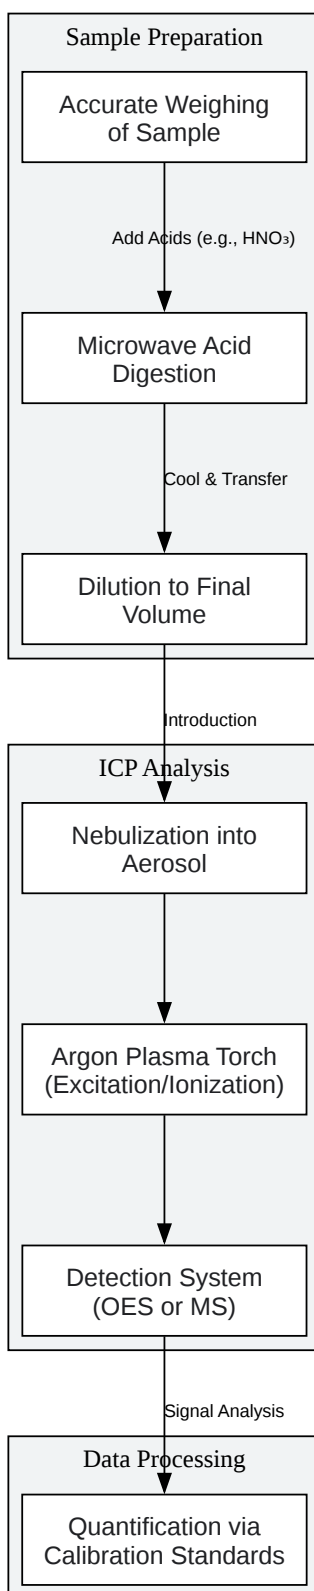 Sample Preparation
Accurate Weighing
of Sample
Add Acids (e.g., HNO₃)
Microwave Acid
Digestion
Cool & Transfer
Dilution to Final
Volume
Introduction
ICP Analysis
Nebulization into
Aerosol
Argon Plasma Torch
(Excitation/Ionization)
Detection System
(OES or MS)
Signal Analysis
Data Processing
Quantification via
Calibration Standards